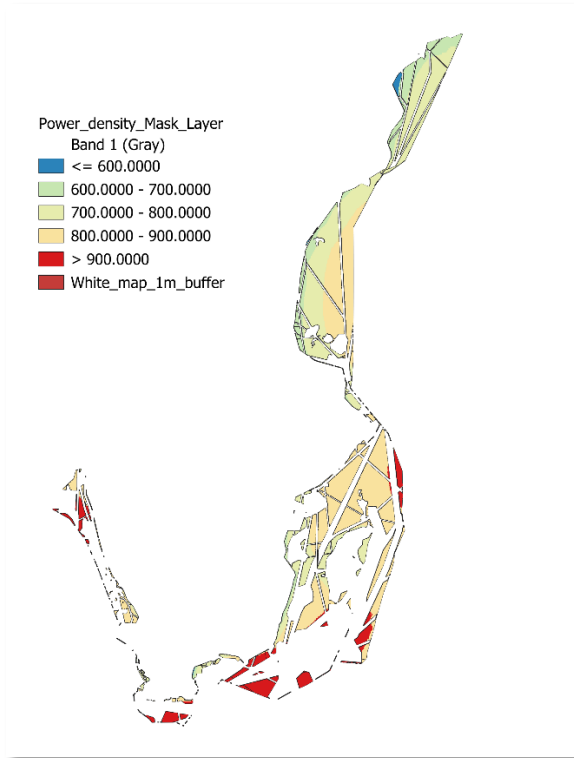 Power_density_Mask_Layer
Band 1 (Gray)
<= 600.0000
600.0000 - 700.0000
700.0000 - 800.0000
800.0000 - 900.0000
> 900.0000
White_map_1m_buffer